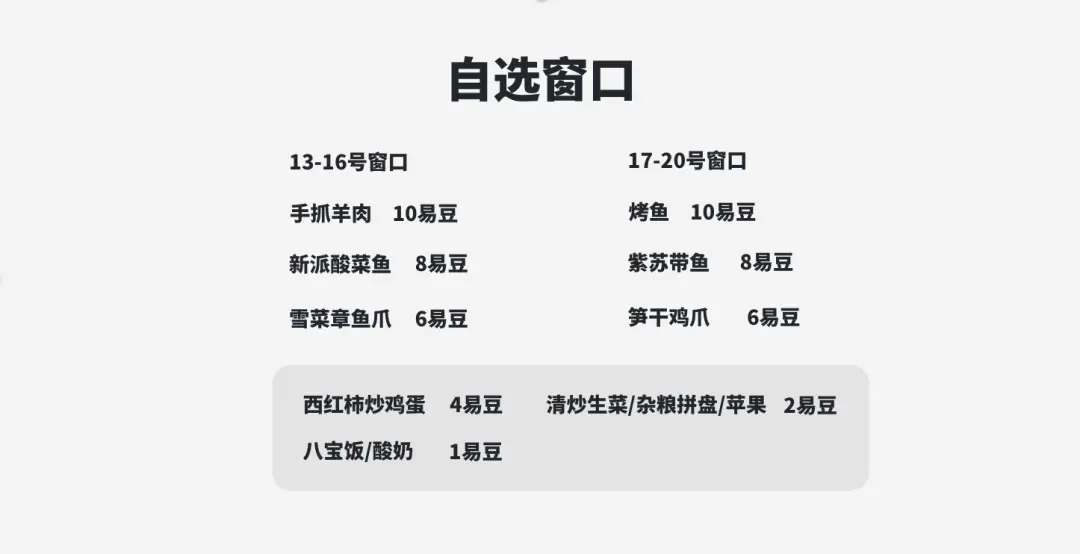 自选窗口
13-16号窗口
手抓羊肉 10易豆
新派酸菜鱼 8易豆
雪菜章鱼爪 6易豆
17-20号窗口
烤鱼 10易豆
紫苏带鱼 8易豆
笋干鸡爪 6易豆
西红柿炒鸡蛋 4易豆 清炒生菜/杂粮拼盘/苹果 2易豆
八宝饭/酸奶 1易豆